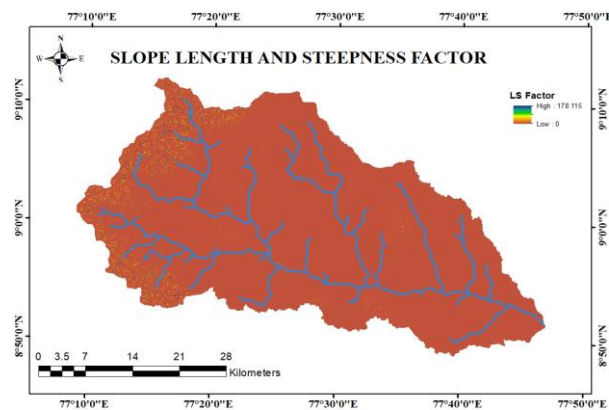 77°10'0"E 77°20'0"E 77°30'0"E 77°40'0"E 77°50'0"E
N
W E
S
SLOPE LENGTH AND STEEPNESS FACTOR
LS Factor
High : 178.115
Low : 0
9°10'0"N 9°10'0"N
9°0'0"N 9°0'0"N
8°50'0"N 8°50'0"N
0 3.5 7 14 21 28
Kilometers
77°10'0"E 77°20'0"E 77°30'0"E 77°40'0"E 77°50'0"E